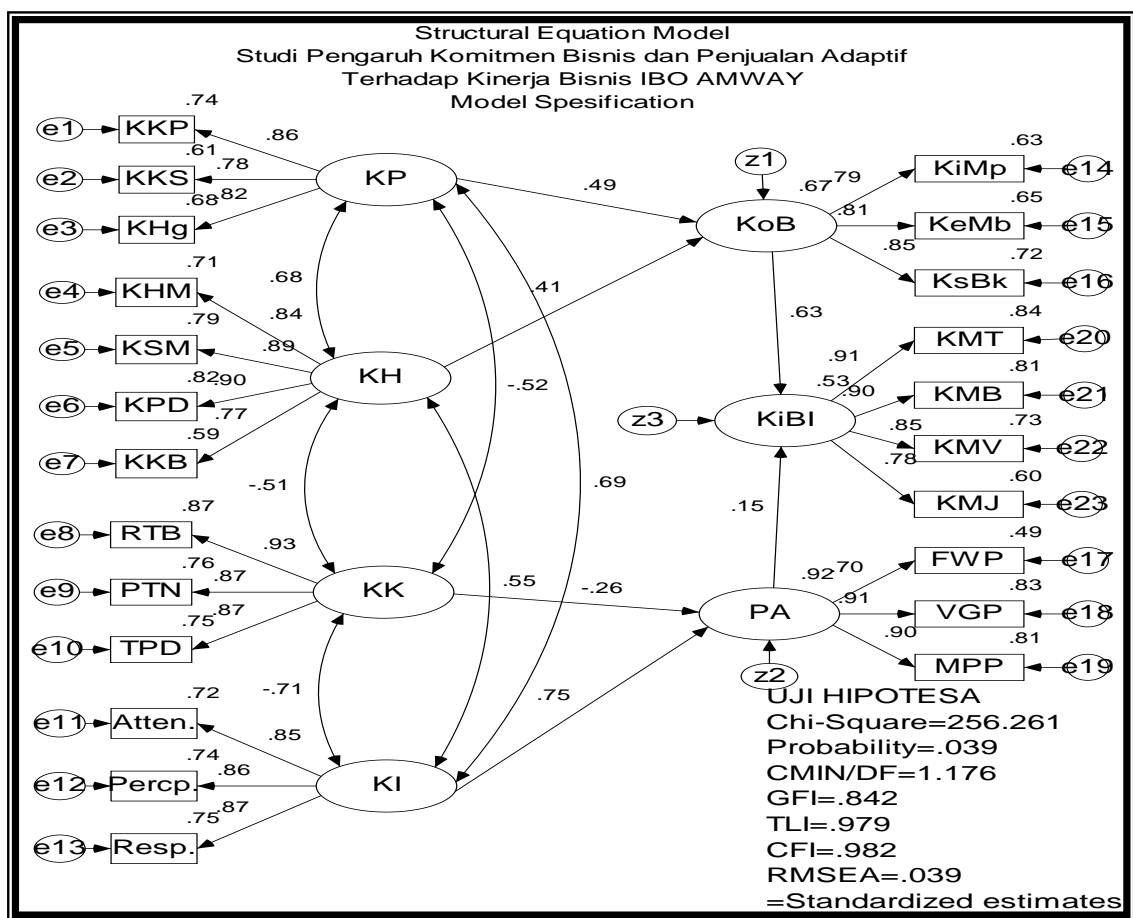 Structural Equation Model
Studi Pengaruh Komitmen Bisnis dan Penjualan Adaptif
Terhadap Kinerja Bisnis IBO AMWAY
Model Spesification
.74
e1 KKP .86
.61
e2 KKS .78
.68 .82
e3 KHg
KP
.49
.68
.71
e4 KHM .84
.79
e5 KSM .89
.82 .90
e6 KPD .77
.59
e7 KKB
KH
.41
-.52
-.51
.69
.87
e8 RTB .93
.76
e9 PTN .87
.75 .87
e10 TPD
KK
.55
-.26
-.71
.72
e11 Atten. .85
.74
e12 Percp. .86
.75 .87
e13 Resp.
KI
.75
z1
.67
KoB
.63
.79 KiMp e14
.65
.81 KeMb e15
.72
.85 KsBk e16
.63
z3
.53
KiBI
.84
.91 KMT e20
.81
.90 KMB e21
.73
.85 KMV e22
.60
.78 KMJ e23
.15
.92
PA
z2
.49
.70 FWP e17
.83
.91 VGP e18
.81
.90 MPP e19
UJI HIPOTESA
Chi-Square=256.261
Probability=.039
CMIN/DF=1.176
GFI=.842
TLI=.979
CFI=.982
RMSEA=.039
=Standardized estimates